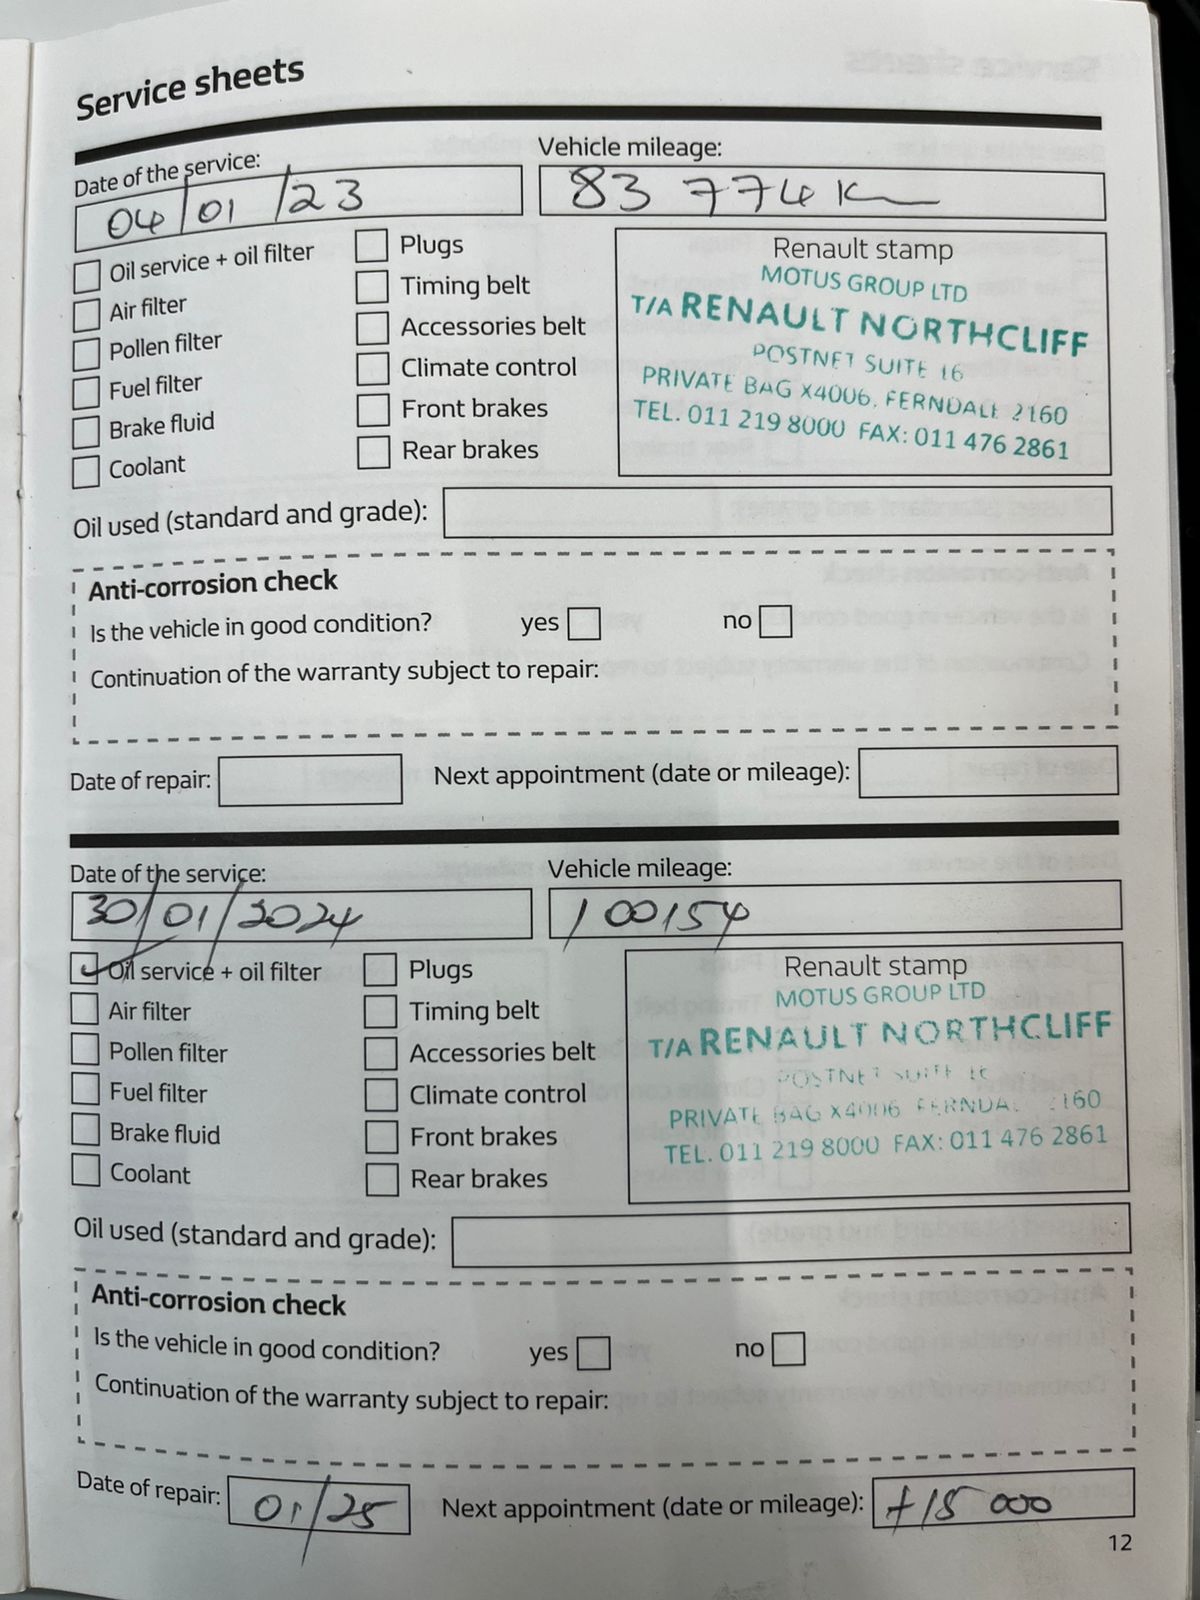 Service sheets
Date of the service:
04/01/23
Vehicle mileage:
83 774 Km
Oil service + oil filter
Air filter
Pollen filter
Fuel filter
Brake fluid
Coolant
Plugs
Timing belt
Accessories belt
Climate control
Front brakes
Rear brakes
Renault stamp
MOTUS GROUP LTD
T/A RENAULT NORTHCLIFF
POSTNET SUITE 16
PRIVATE BAG X4006, FERNDALE 2160
TEL. 011 219 8000 FAX: 011 476 2861
Oil used (standard and grade):
Anti-corrosion check
Is the vehicle in good condition? yes no
Continuation of the warranty subject to repair:
Date of repair:
Next appointment (date or mileage):
Date of the service:
30/01/2024
Vehicle mileage:
100154
Oil service + oil filter
Air filter
Pollen filter
Fuel filter
Brake fluid
Coolant
Plugs
Timing belt
Accessories belt
Climate control
Front brakes
Rear brakes
Renault stamp
MOTUS GROUP LTD
T/A RENAULT NORTHCLIFF
POSTNET SUITE 16
PRIVATE BAG X4006 FERNDALE 2160
TEL. 011 219 8000 FAX: 011 476 2861
Oil used (standard and grade):
Anti-corrosion check
Is the vehicle in good condition? yes no
Continuation of the warranty subject to repair:
Date of repair:
01/25
Next appointment (date or mileage):
+15 000
12